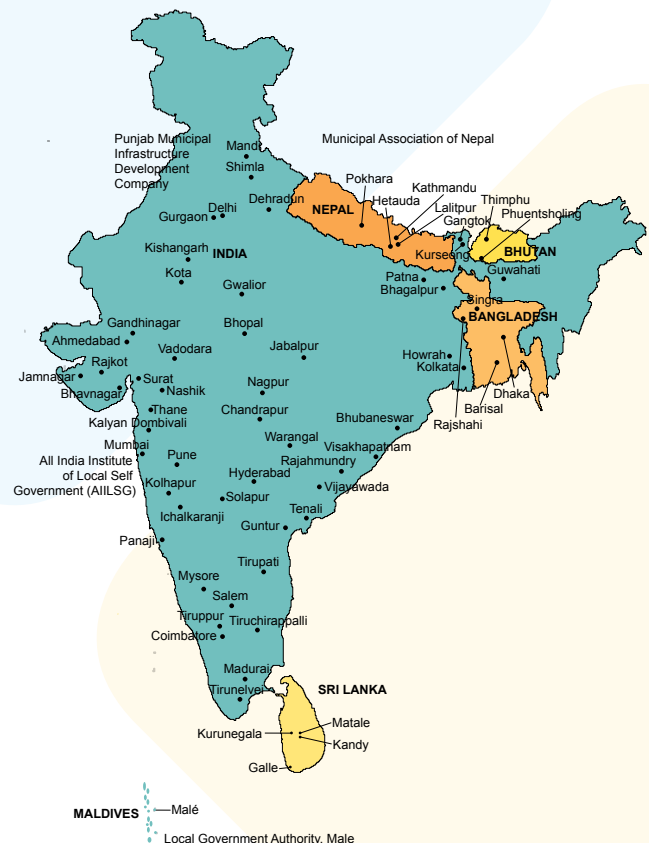 Punjab Municipal
Infrastructure
Development
Company
Mandi
Shimla
Municipal Association of Nepal
Pokhara
Kathmandu
Hetauda
Lalitpur
Thimphu
Gangtok
Phuentsholing
Dehradun
NEPAL
Delhi
Gurgaon
Kurseong
BHUTAN
Kishangarh
INDIA
Guwahati
Kota
Patna
Bhagalpur
Gwalior
Singra
BANGLADESH
Gandhinagar
Bhopal
Ahmedabad
Vadodara
Jabalpur
Howrah
Kolkata
Rajkot
Jamnagar
Surat
Nashik
Nagpur
Bhavnagar
Dhaka
Barisal
Rajshahi
Thane
Chandrapur
Bhubaneswar
Kalyan Dombivali
Warangal
Mumbai
Visakhapatnam
Pune
Rajahmundry
All India Institute
of Local Self
Government (AIILSG)
Hyderabad
Kolhapur
Vijayawada
Solapur
Ichalkaranji
Tenali
Guntur
Panaji
Tirupati
Mysore
Salem
Tiruppur
Tiruchirappalli
Coimbatore
Madurai
Tirunelvei
SRI LANKA
Matale
Kurunegala
Kandy
Galle
MALDIVES
Malé
Local Government Authority, Male